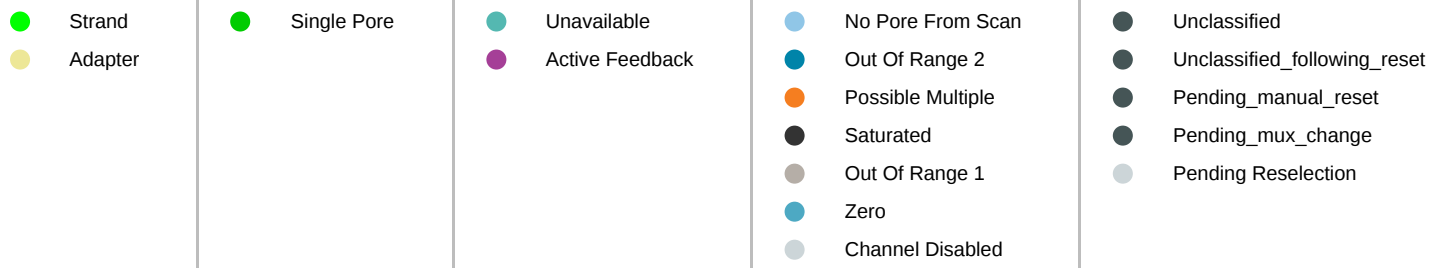 Strand
Adapter
Single Pore
Unavailable
Active Feedback
No Pore From Scan
Out Of Range 2
Possible Multiple
Saturated
Out Of Range 1
Zero
Channel Disabled
Unclassified
Unclassified_following_reset
Pending_manual_reset
Pending_mux_change
Pending Reselection